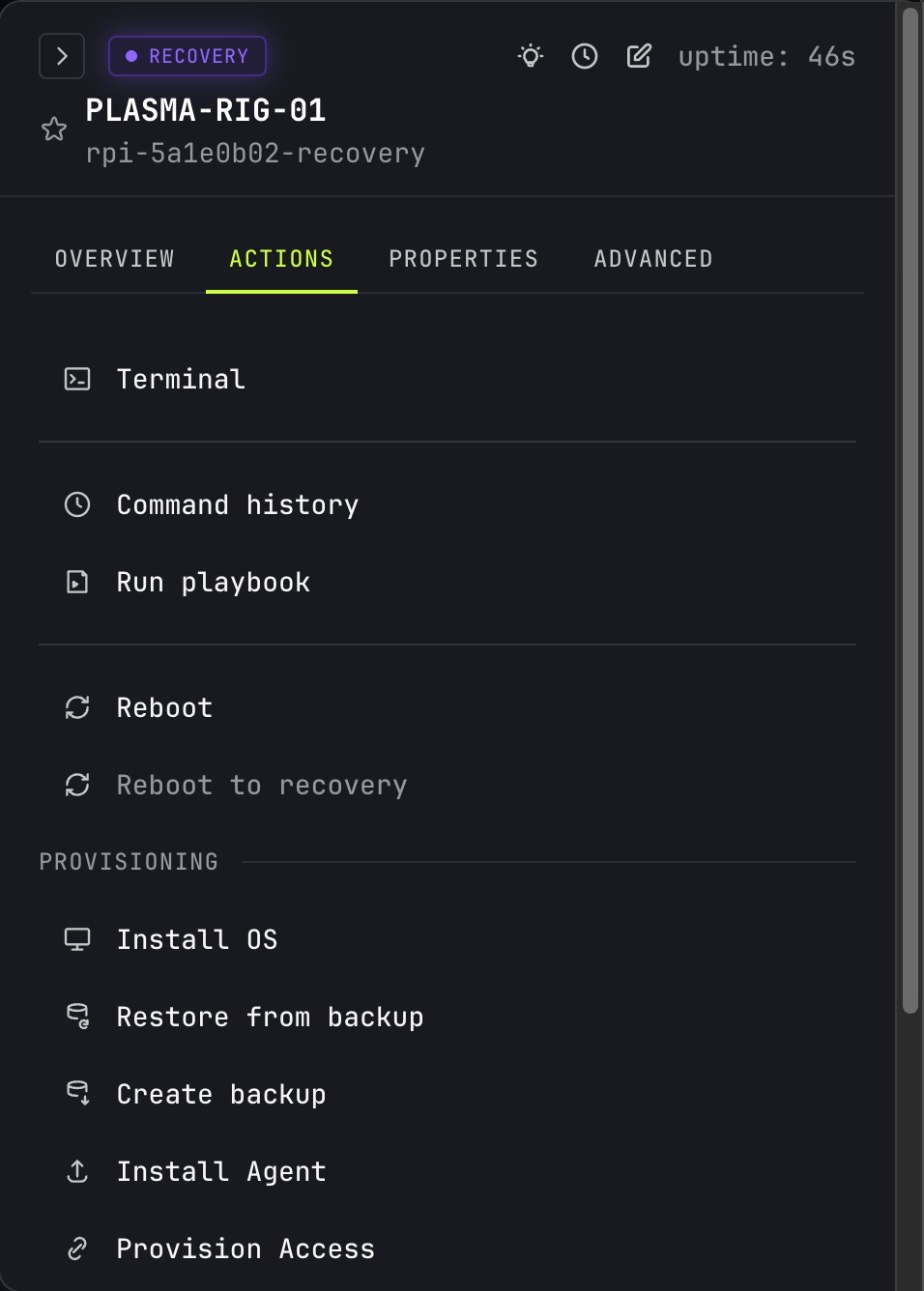 RECOVERY
uptime: 46s
PLASMA-RIG-01
rpi-5a1e0b02-recovery
OVERVIEW ACTIONS PROPERTIES ADVANCED
Terminal
Command history
Run playbook
Reboot
Reboot to recovery
PROVISIONING
Install OS
Restore from backup
Create backup
Install Agent
Provision Access